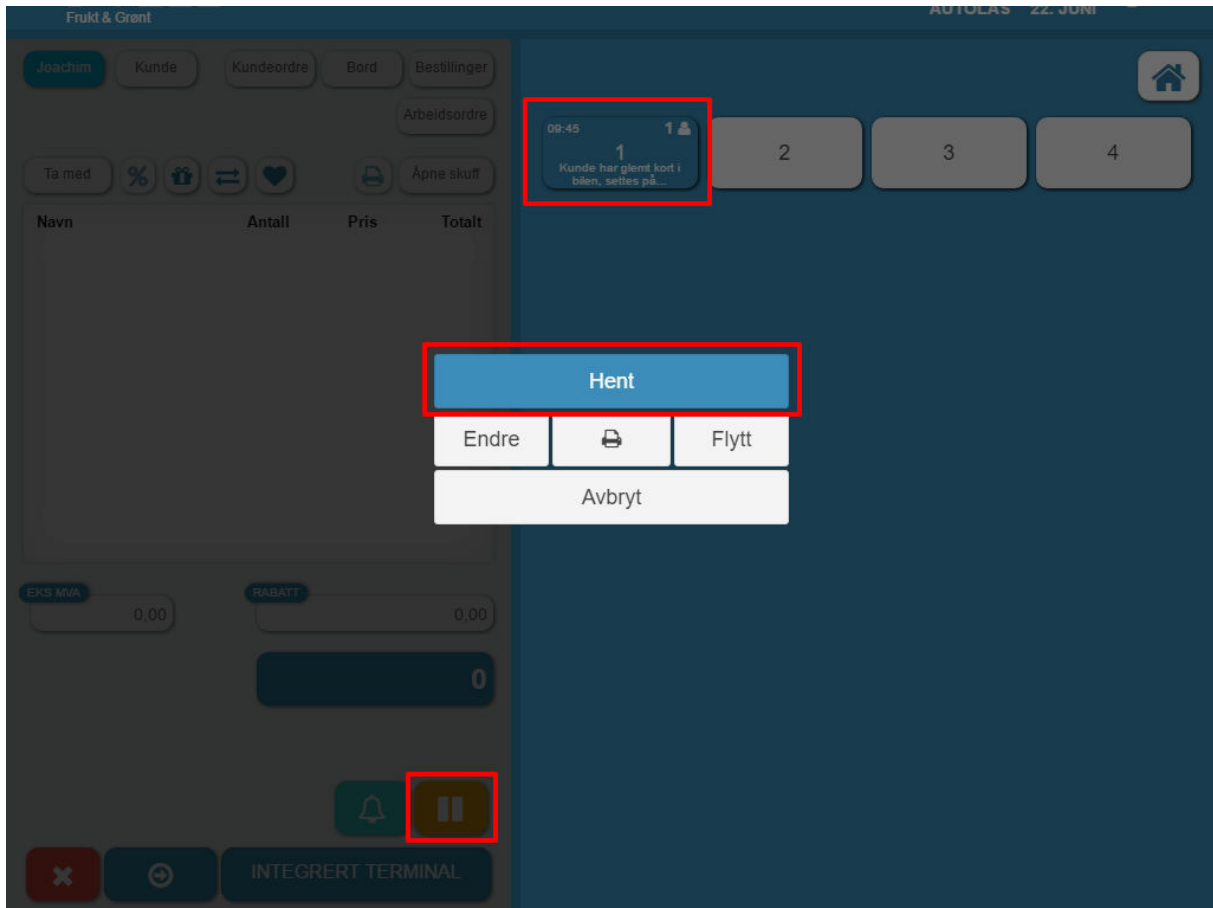 Frukt & Grønt
AUTOLÅS 22. JUNI
Joachim Kunde Kundeordre Bord Bestillinger
Arbeidsordre
Ta med % Åpne skuff
Navn Antall Pris Totalt
09:45 1
1
Kunde har glemt kort i
bilen, settes på...
2
3
4
Hent
Endre Flytt
Avbryt
EKS MVA RABATT
0,00 0,00
0
INTEGRERT TERMINAL